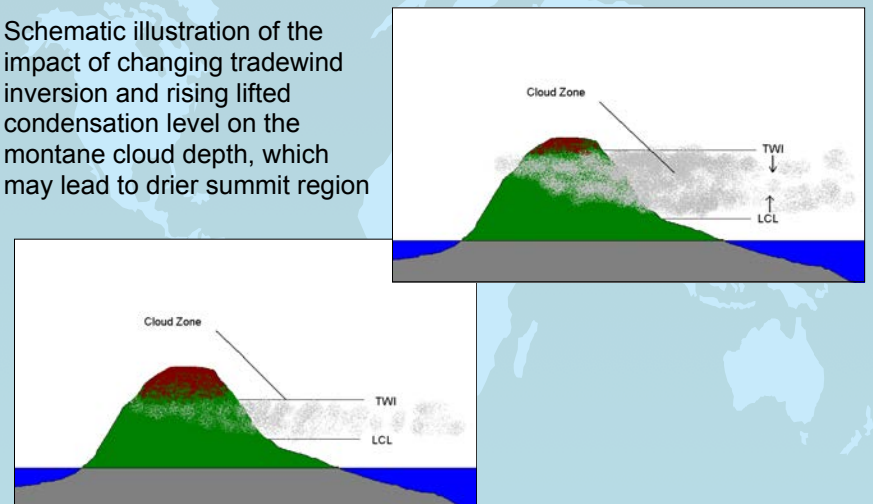 Schematic illustration of the
impact of changing tradewind
inversion and rising lifted
condensation level on the
montane cloud depth, which
may lead to drier summit region
Cloud Zone
TWI
LCL
Cloud Zone
TWI
LCL